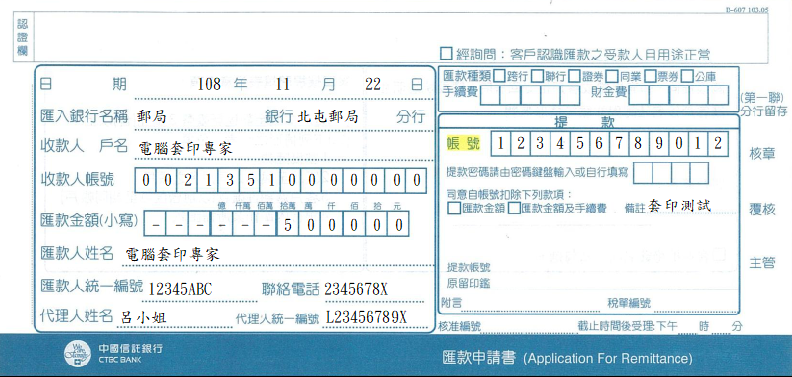 D-607 103.05
認證欄
□ 經詢問：客戶認識匯款之受款人且用途正常
日 期 108 年 11 月 22 日
匯入銀行名稱 郵局 銀行 北屯郵局 分行
收款人 戶名 電腦套印專家
收款人帳號 0 0 2 1 3 5 1 0 0 0 0 0 0 0
億 仟萬 佰萬 拾萬 萬 仟 佰 拾 元
匯款金額(小寫) - - - - - - 5 0 0 0 0 0
匯款人姓名 電腦套印專家
匯款人統一編號 12345ABC 聯絡電話 2345678X
代理人姓名 呂小姐 代理人統一編號 L23456789X
匯款種類 □跨行 □聯行 □證券 □同業 □票券 □公庫
手續費 財金費
(第一聯)
分行留存
提 款
帳 號 1 2 3 4 5 6 7 8 9 0 1 2
提款密碼請由密碼鍵盤輸入或自行填寫
司意自帳號扣除下列款項：
□匯款金額 □匯款金額及手續費 備註 套印測試
提款帳號
原留印鑑
附言 稅單編號
核章
覆核
主管
核准編號 截止時間後受理:下午 時 分
We are Family
中國信託銀行
CTBC BANK
匯款申請書 (Application For Remittance)